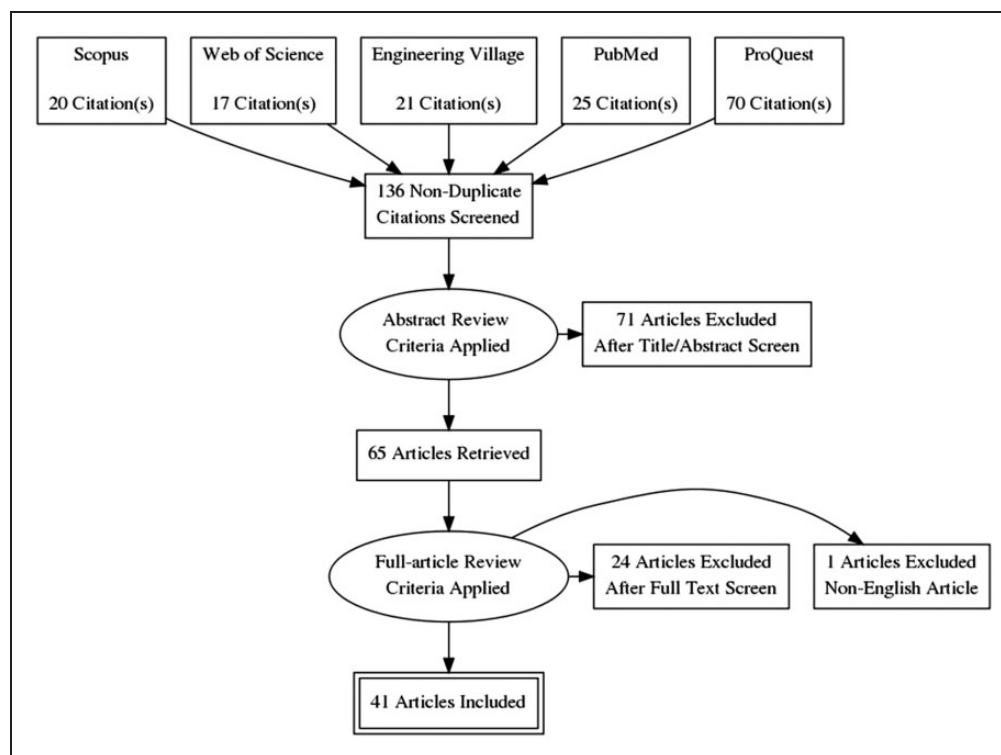 Scopus
20 Citation(s)
Web of Science
17 Citation(s)
Engineering Village
21 Citation(s)
PubMed
25 Citation(s)
ProQuest
70 Citation(s)
136 Non-Duplicate
Citations Screened
Abstract Review
Criteria Applied
71 Articles Excluded
After Title/Abstract Screen
65 Articles Retrieved
Full-article Review
Criteria Applied
24 Articles Excluded
After Full Text Screen
1 Articles Excluded
Non-English Article
41 Articles Included